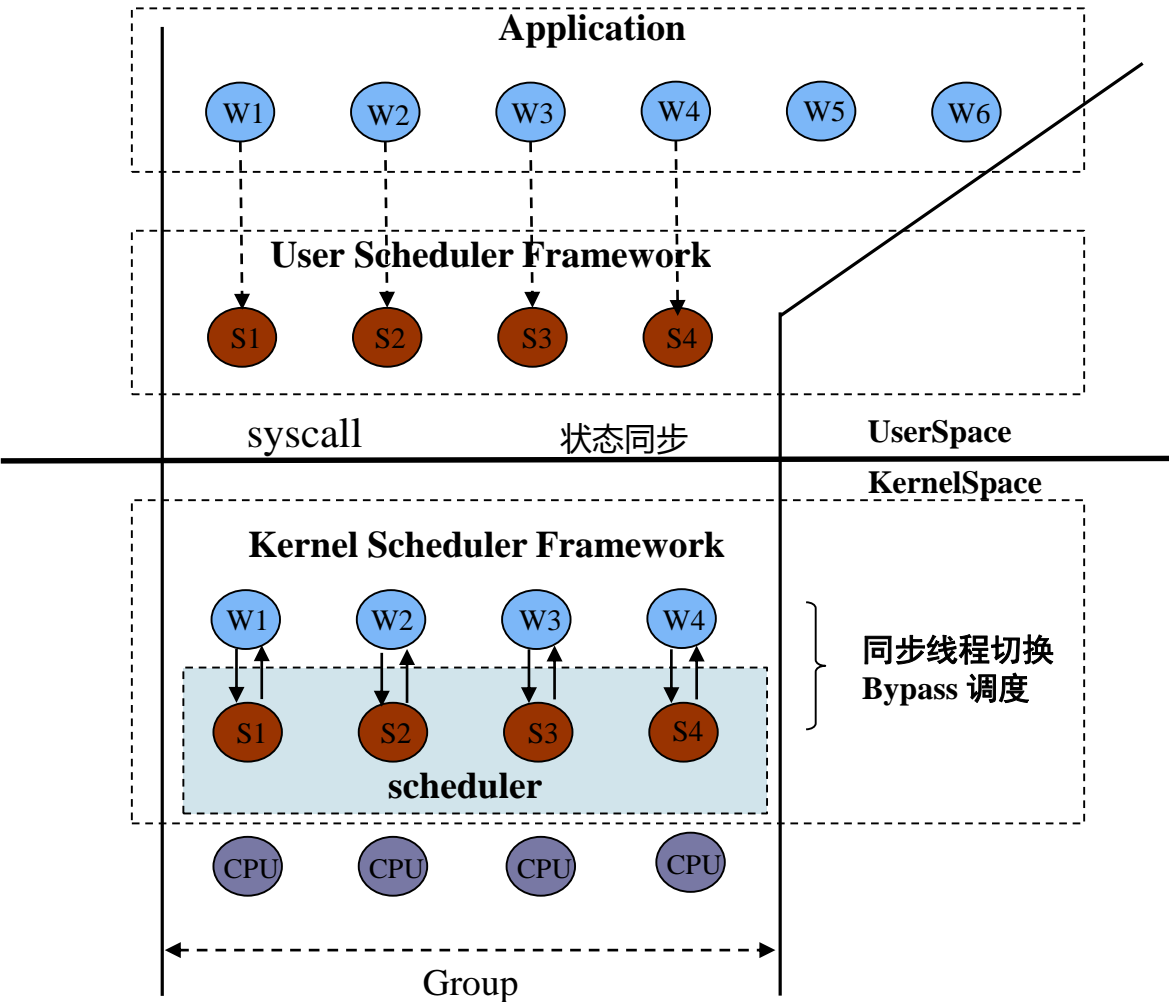 Application
W1 W2 W3 W4 W5 W6
User Scheduler Framework
S1 S2 S3 S4
syscall 状态同步 UserSpace
KernelSpace
Kernel Scheduler Framework
W1 W2 W3 W4
同步线程切换
Bypass 调度
S1 S2 S3 S4
scheduler
CPU CPU CPU CPU
Group